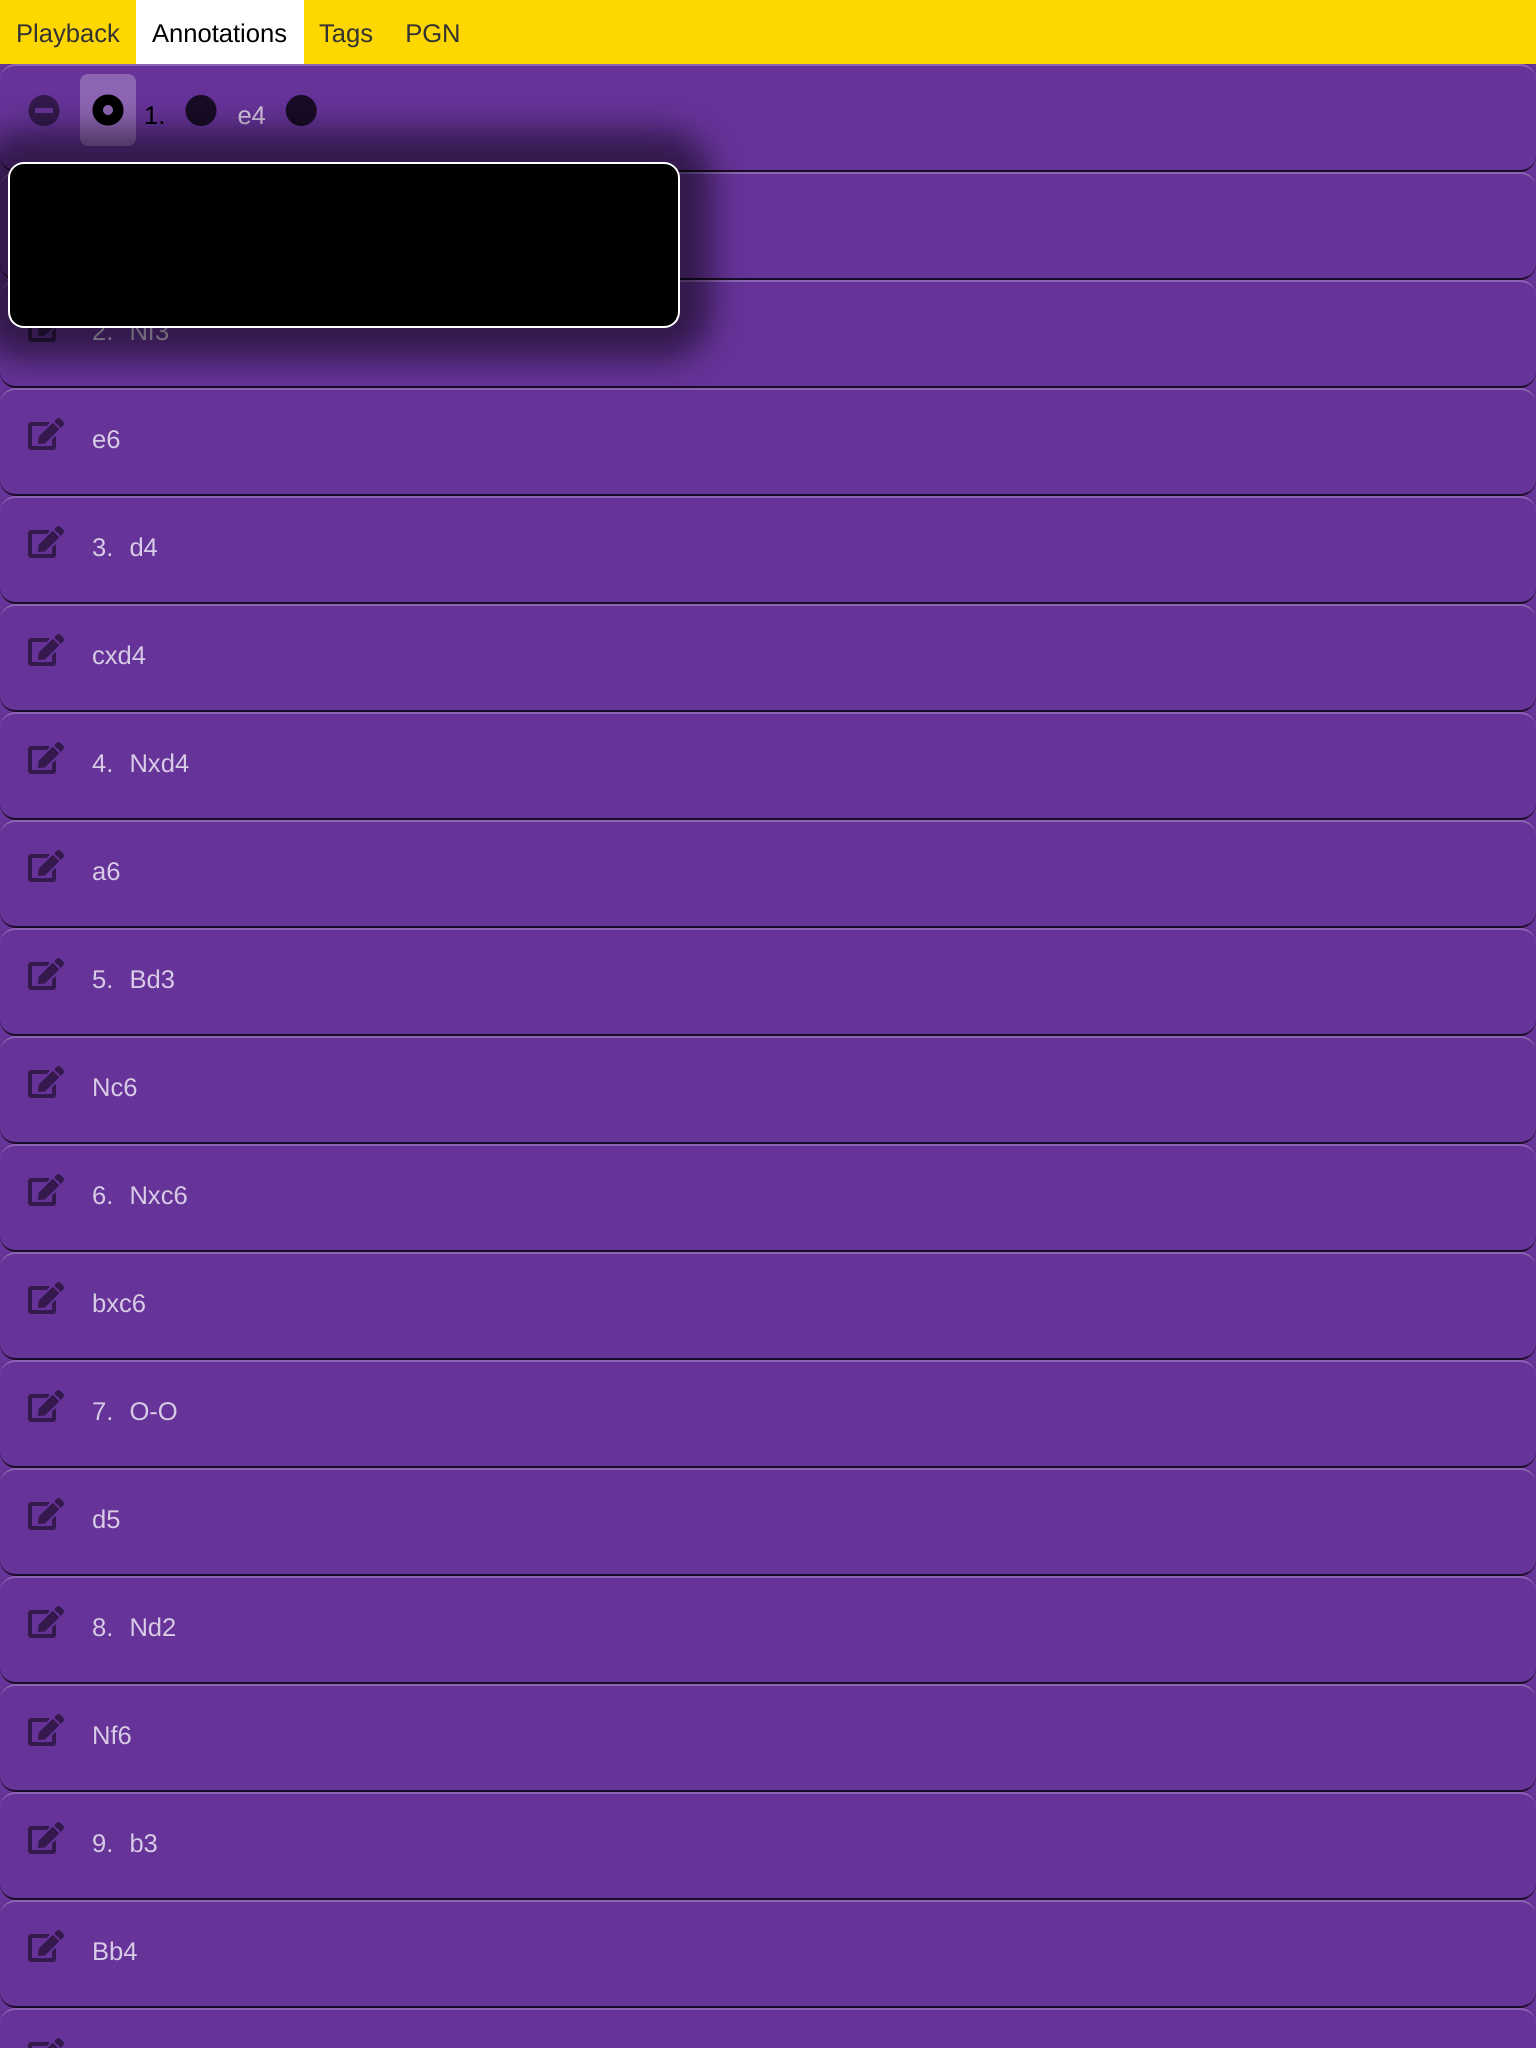 Playback Annotations Tags PGN
1. e4
2. Nf3
e6
3. d4
cxd4
4. Nxd4
a6
5. Bd3
Nc6
6. Nxc6
bxc6
7. O-O
d5
8. Nd2
Nf6
9. b3
Bb4